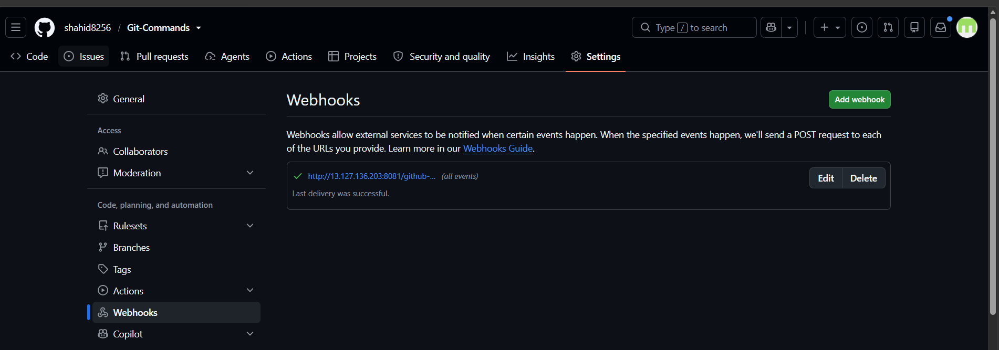 shahid8256 / Git-Commands
Type / to search
Code
Issues
Pull requests
Agents
Actions
Projects
Security and quality
Insights
Settings
General
Access
Collaborators
Moderation
Code, planning, and automation
Rulesets
Branches
Tags
Actions
Webhooks
Copilot
Webhooks
Add webhook
Webhooks allow external services to be notified when certain events happen. When the specified events happen, we'll send a POST request to each
of the URLs you provide. Learn more in our Webhooks Guide.
http://13.127.136.203:8081/github-... (all events)
Edit
Delete
Last delivery was successful.